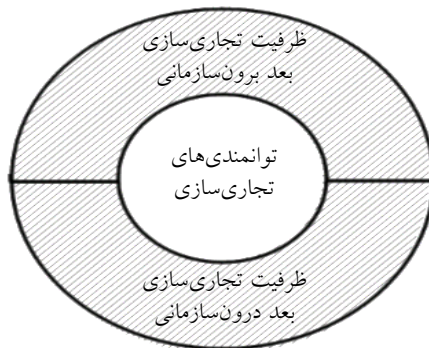 ظرفیت تجاری‌سازی
بعد برون‌سازمانی
توانمندی‌های
تجاری‌سازی
ظرفیت تجاری‌سازی
بعد درون‌سازمانی